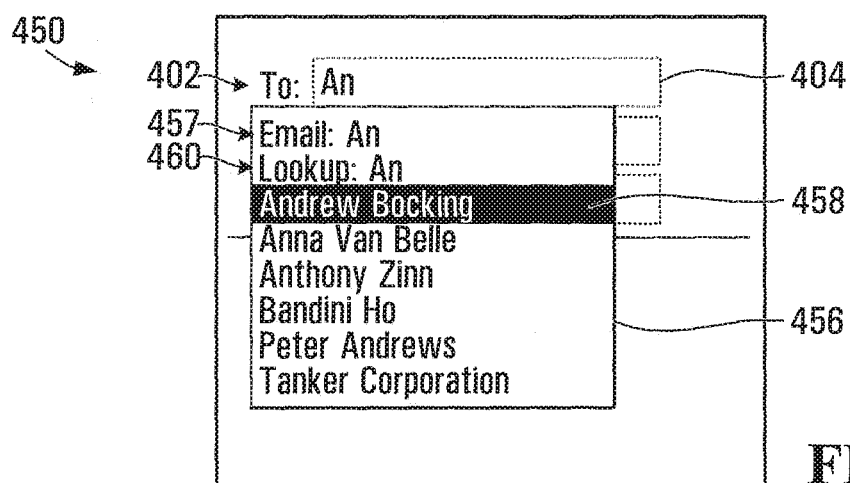 450
402 To: An 404
457 Email: An
460 Lookup: An
Andrew Bocking 458
Anna Van Belle
Anthony Zinn
Bandini Ho 456
Peter Andrews
Tanker Corporation